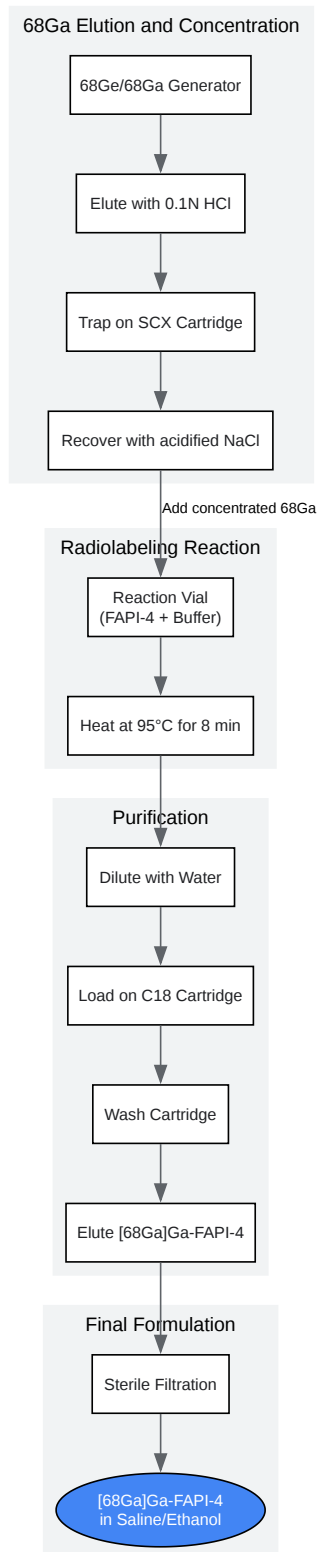 68Ga Elution and Concentration
68Ge/68Ga Generator
Elute with 0.1N HCl
Trap on SCX Cartridge
Recover with acidified NaCl
Add concentrated 68Ga
Radiolabeling Reaction
Reaction Vial
(FAPI-4 + Buffer)
Heat at 95°C for 8 min
Purification
Dilute with Water
Load on C18 Cartridge
Wash Cartridge
Elute [68Ga]Ga-FAPI-4
Final Formulation
Sterile Filtration
[68Ga]Ga-FAPI-4
in Saline/Ethanol